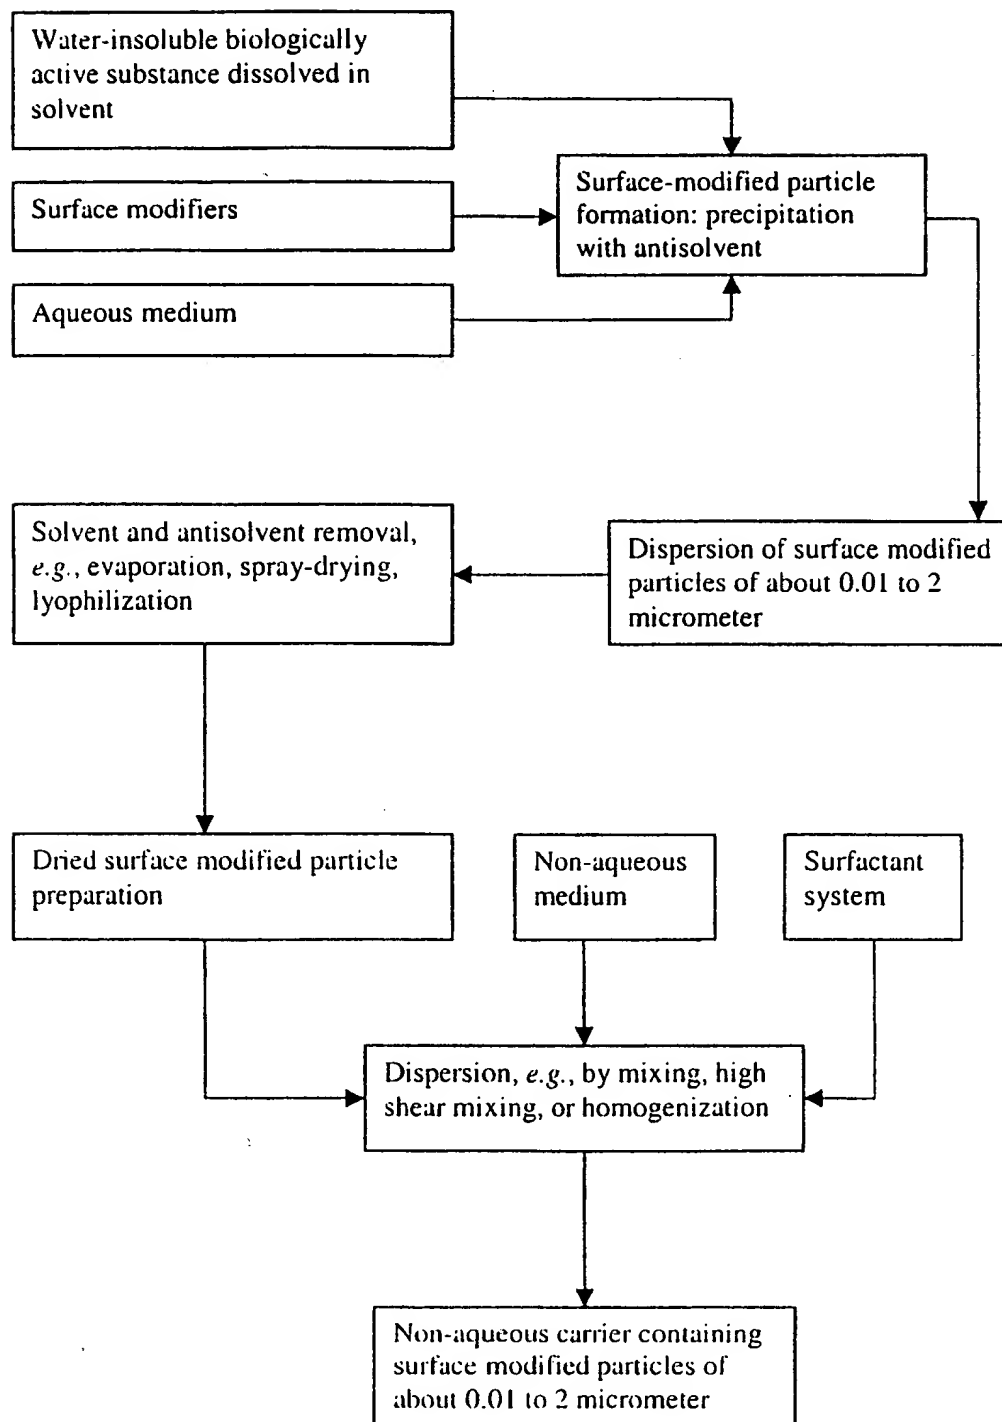 Water-insoluble biologically
active substance dissolved in
solvent
Surface modifiers
Aqueous medium
Surface-modified particle
formation: precipitation
with antisolvent
Dispersion of surface modified
particles of about 0.01 to 2
micrometer
Solvent and antisolvent removal,
e.g., evaporation, spray-drying,
lyophilization
Dried surface modified particle
preparation
Non-aqueous
medium
Surfactant
system
Dispersion, e.g., by mixing, high
shear mixing, or homogenization
Non-aqueous carrier containing
surface modified particles of
about 0.01 to 2 micrometer